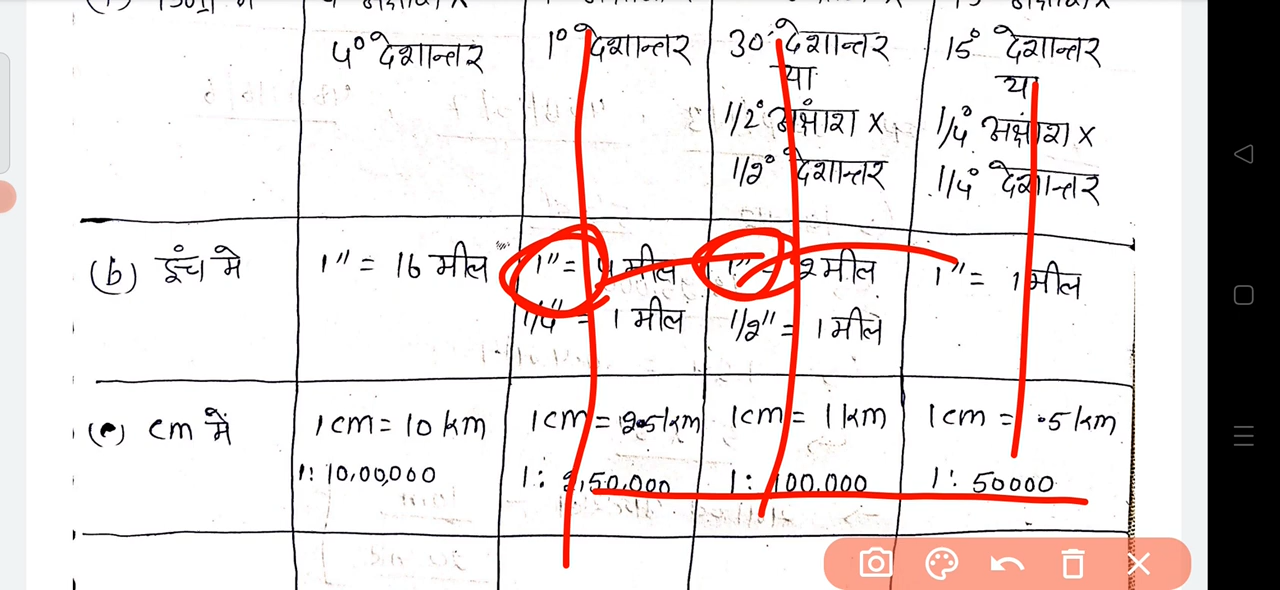 4° देशान्तर
1° देशान्तर
30' देशान्तर
या
1/2° अक्षांश x
1/2° देशान्तर
15° देशान्तर
या
1/4° अक्षांश x
1/4° देशान्तर
(b) इंच मे
1" = 16 मील
1" = 4 मील
1/4" = 1 मील
1" = 2 मील
1/2" = 1 मील
1" = 1 मील
(c) cm में
1 cm = 10 km
1: 10,00,000
1 cm = 2.5 km
1: 2,50,000
1 cm = 1 km
1: 100.000
1 cm = .5 km
1: 50000